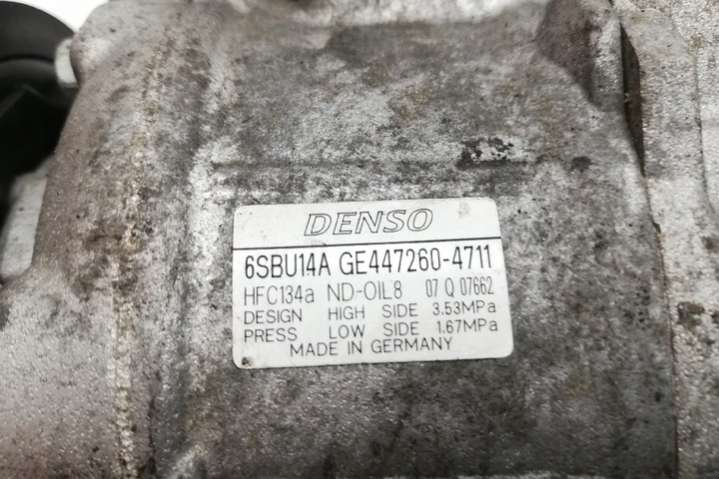 DENSO
6SBU14A GE447260-4711
HFC134a ND-OIL8 07 Q 07662
DESIGN HIGH SIDE 3.53MPa
PRESS LOW SIDE 1.67MPa
MADE IN GERMANY